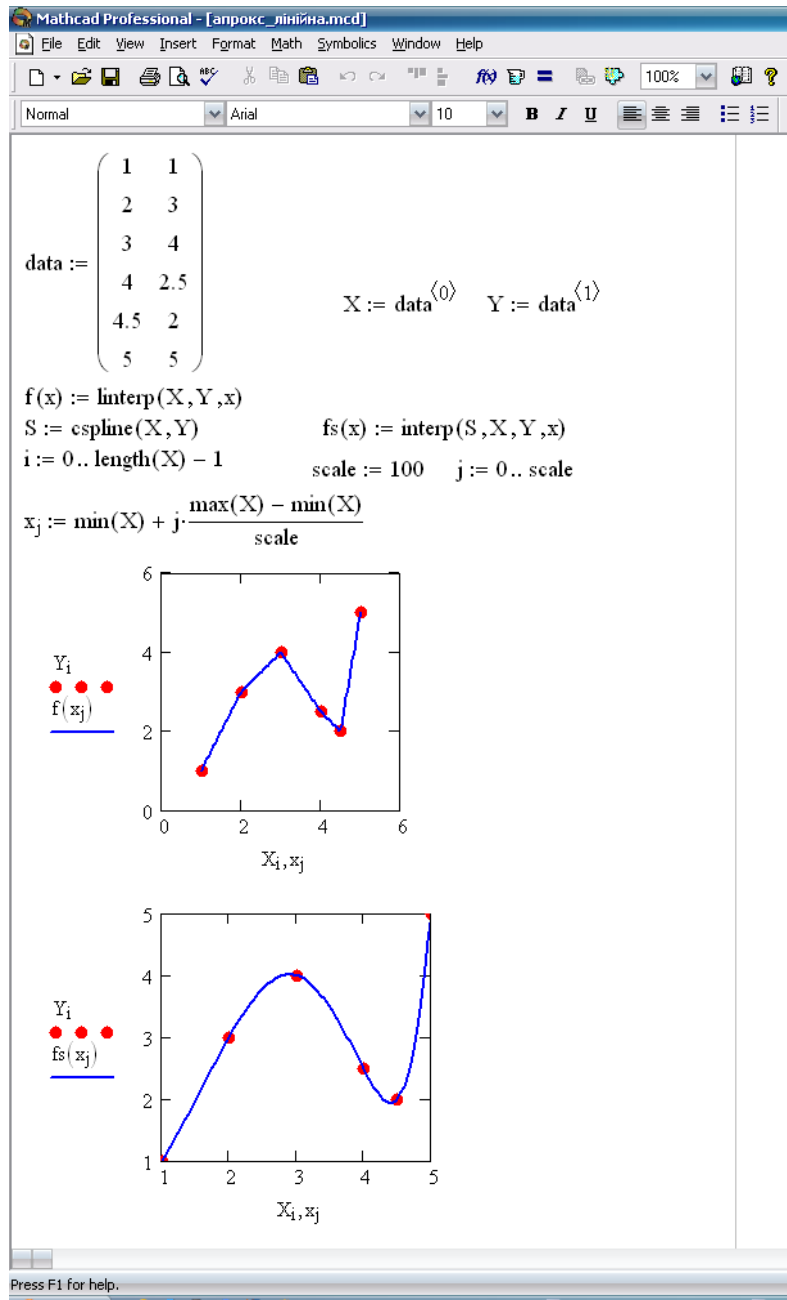 Mathcad Professional - [апрокс_лінійна.mcd]
File Edit View Insert Format Math Symbolics Window Help
100%
Normal Arial 10 B I U
data :=
1 1
2 3
3 4
4 2.5
4.5 2
5 5
X := data⟨0⟩ Y := data⟨1⟩
f(x) := linterp(X,Y,x)
S := cspline(X,Y) fs(x) := interp(S,X,Y,x)
i := 0.. length(X) − 1 scale := 100 j := 0.. scale
xj := min(X) + j· max(X) − min(X)
scale
6
4
2
0
Yi
f(xj)
0 2 4 6
Xi,xj
5
4
3
2
1
Yi
fs(xj)
1 2 3 4 5
Xi,xj
Press F1 for help.